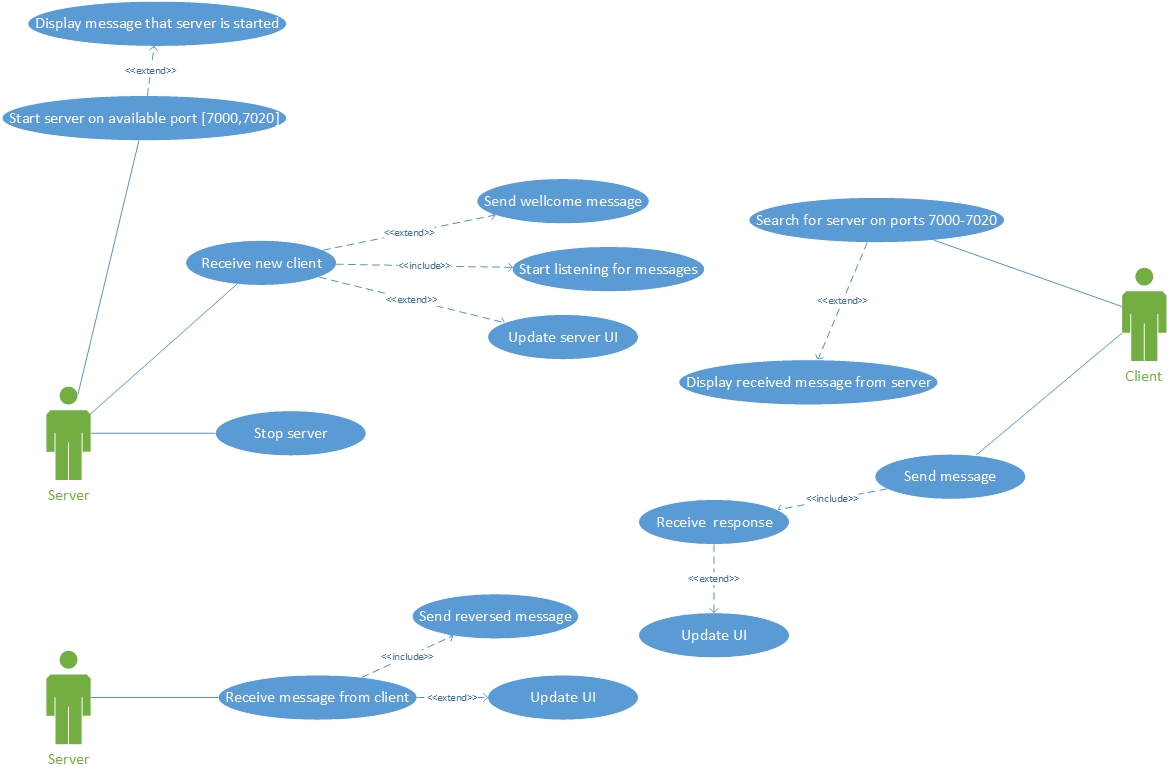 Display message that server is started
<<extend>>
Start server on available port [7000,7020]
Send wellcome message
Search for server on ports 7000-7020
<<extend>>
Receive new client
<<include>>
Start listening for messages
<<extend>>
<<extend>>
Update server UI
Client
Display received message from server
Stop server
Server
Send message
<<include>>
Receive  response
<<extend>>
Send reversed message
Update UI
<<include>>
Receive message from client
<<extend>>
Update UI
Server